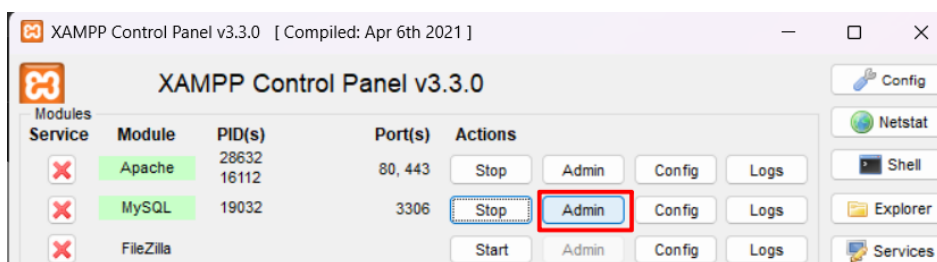 XAMPP Control Panel v3.3.0 [ Compiled: Apr 6th 2021 ]
XAMPP Control Panel v3.3.0
Config
Modules
Service Module PID(s) Port(s) Actions
Netstat
Apache 28632 16112 80, 443 Stop Admin Config Logs
Shell
MySQL 19032 3306 Stop Admin Config Logs
Explorer
FileZilla Start Admin Config Logs
Services